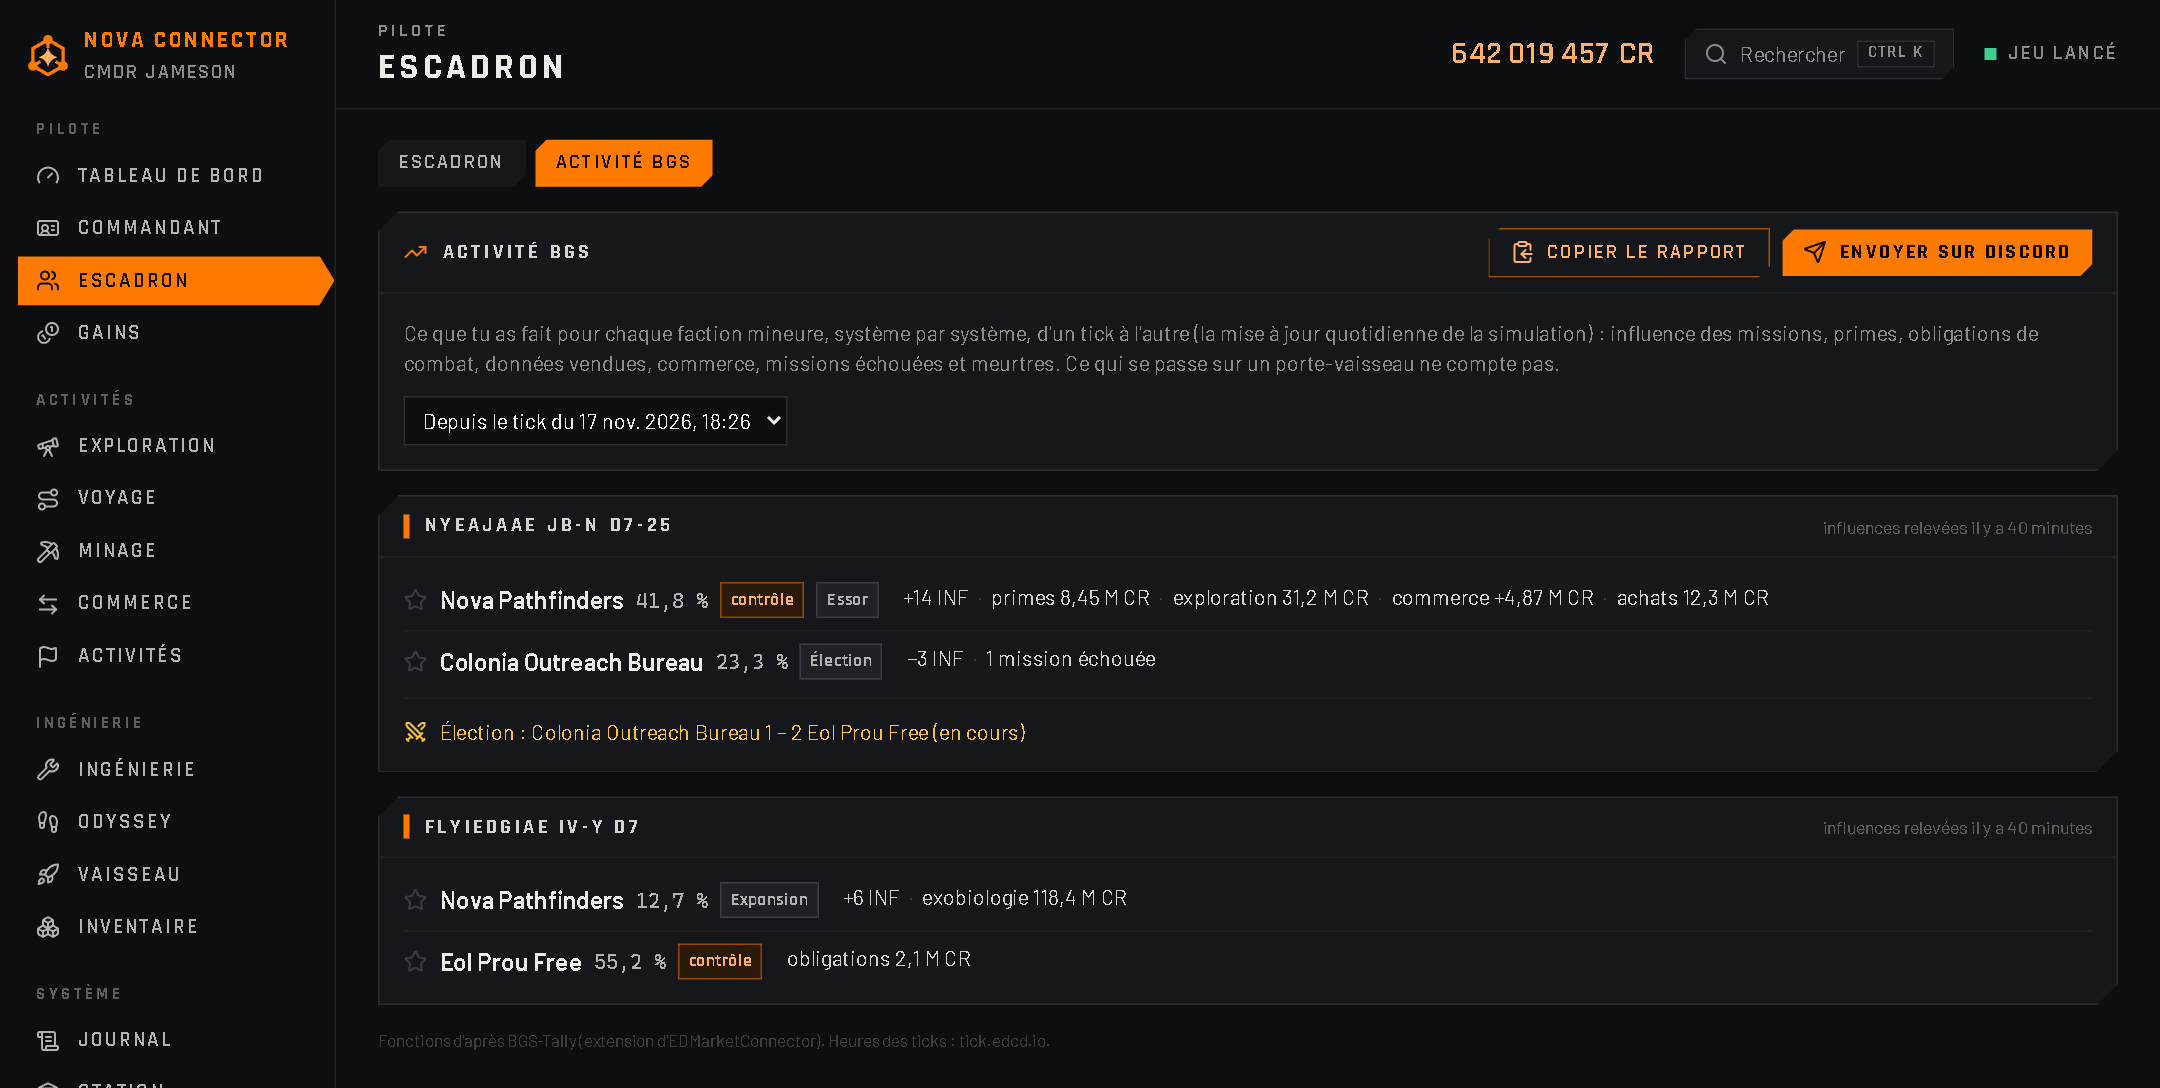 NOVA CONNECTOR
CMDR JAMESON
PILOTE
TABLEAU DE BORD
COMMANDANT
ESCADRON
GAINS
ACTIVITÉS
EXPLORATION
VOYAGE
MINAGE
COMMERCE
ACTIVITÉS
INGÉNIERIE
INGÉNIERIE
ODYSSEY
VAISSEAU
INVENTAIRE
SYSTÈME
JOURNAL
STATION
PILOTE
ESCADRON
642 019 457 CR
Rechercher CTRL K
JEU LANCÉ
ESCADRON
ACTIVITÉ BGS
ACTIVITÉ BGS
COPIER LE RAPPORT
ENVOYER SUR DISCORD
Ce que tu as fait pour chaque faction mineure, système par système, d'un tick à l'autre (la mise à jour quotidienne de la simulation) : influence des missions, primes, obligations de
combat, données vendues, commerce, missions échouées et meurtres. Ce qui se passe sur un porte-vaisseau ne compte pas.
Depuis le tick du 17 nov. 2026, 18:26
NYEAJAAE JB-N D7-25
influences relevées il y a 40 minutes
Nova Pathfinders 41,8 % contrôle Essor +14 INF · primes 8,45 M CR · exploration 31,2 M CR · commerce +4,87 M CR · achats 12,3 M CR
Colonia Outreach Bureau 23,3 % Élection −3 INF · 1 mission échouée
Élection : Colonia Outreach Bureau 1 – 2 Eol Prou Free (en cours)
FLYIEDGIAE IV-Y D7
influences relevées il y a 40 minutes
Nova Pathfinders 12,7 % Expansion +6 INF · exobiologie 118,4 M CR
Eol Prou Free 55,2 % contrôle obligations 2,1 M CR
Fonctions d'après BGS-Tally (extension d'EDMarketConnector). Heures des ticks : tick.edcd.io.